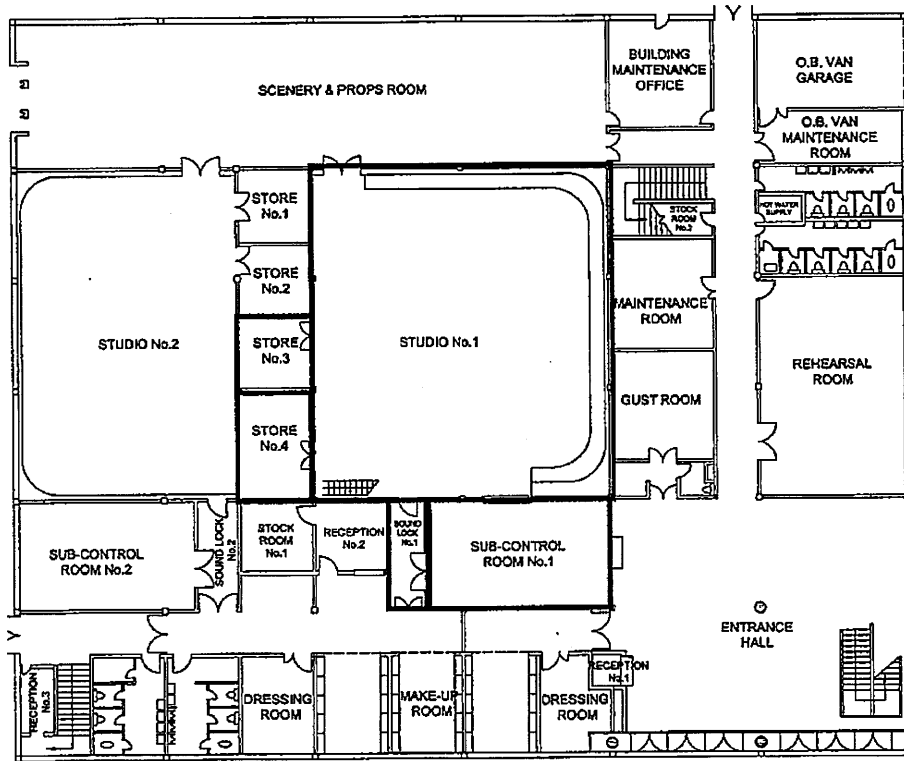 BUILDING
MAINTENANCE
OFFICE
O.B. VAN
GARAGE
SCENERY & PROPS ROOM
O.B. VAN
MAINTENANCE
ROOM
STORE
No.1
STOCK
ROOM
No.2
HOT WATER
SUPPLY
STORE
No.2
MAINTENANCE
ROOM
STUDIO No.2
STORE
No.3
STUDIO No.1
REHEARSAL
ROOM
GUST ROOM
STORE
No.4
SUB-CONTROL
ROOM No.2
SOUND LOCK
No.2
STOCK
ROOM
No.1
RECEPTION
No.2
SOUND
LOCK
No.1
SUB-CONTROL
ROOM No.1
ENTRANCE
HALL
RECEPTION
No.3
DRESSING
ROOM
MAKE-UP
ROOM
DRESSING
ROOM
RECEPTION
No.1